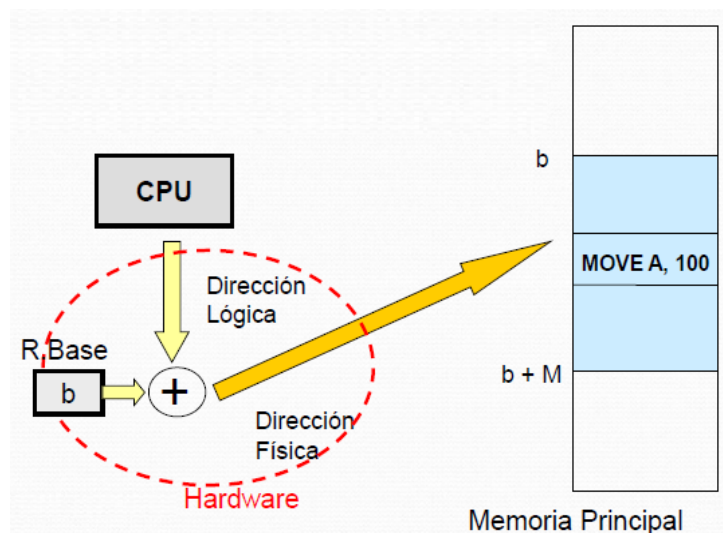 b
CPU
Dirección
Lógica
MOVE A, 100
R.Base
b
+
b + M
Dirección
Física
Hardware
Memoria Principal